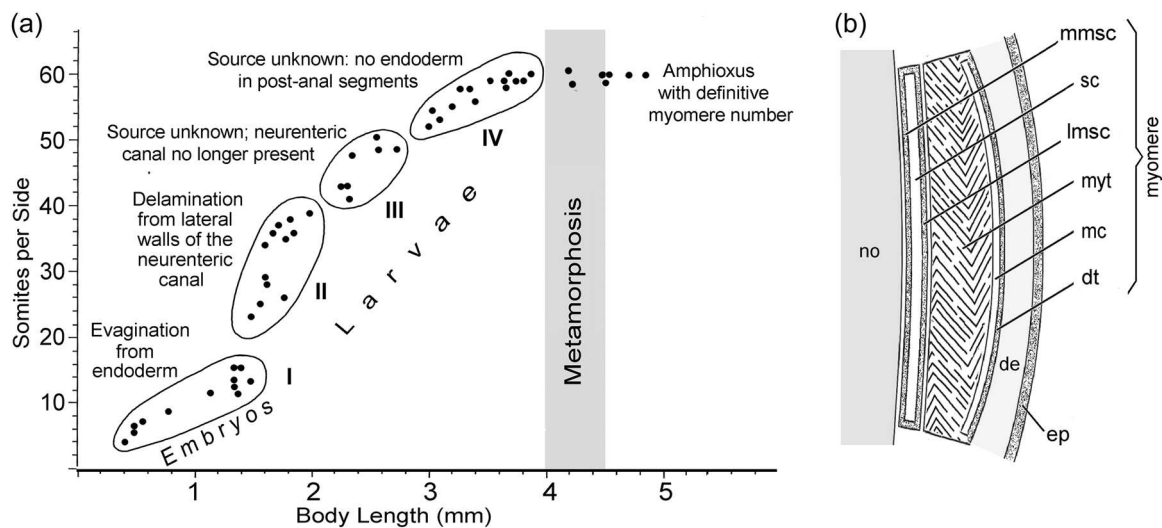 (a)
Somites per Side
60
50
40
30
20
10
1
2
3
4
5
Body Length (mm)
Source unknown: no endoderm
in post-anal segments
Source unknown; neurenteric
canal no longer present
Delamination
from lateral
walls of the
neurenteric
canal
Evagination
from
endoderm
I
II
III
IV
Embryos
Larvae
Metamorphosis
Amphioxus
with definitive
myomere number
(b)
mmsc
sc
lmsc
myt
mc
dt
myomere
no
de
ep